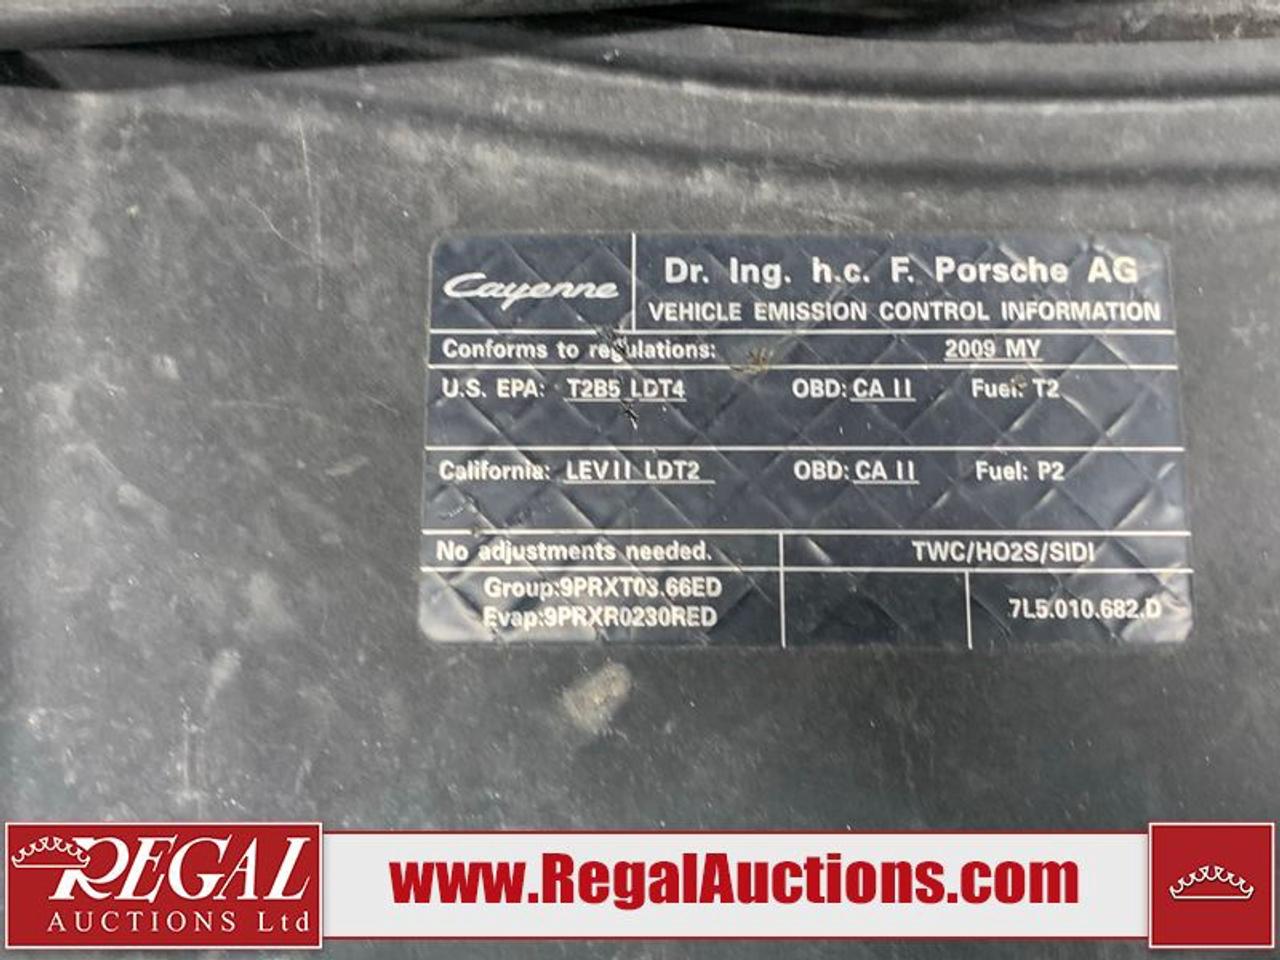 Cayenne
Dr. Ing. h.c. F. Porsche AG
VEHICLE EMISSION CONTROL INFORMATION
Conforms to regulations: 2009 MY
U.S. EPA: T2B5 LDT4 OBD: CA II Fuel: T2
California: LEVII LDT2 OBD: CA II Fuel: P2
No adjustments needed. TWC/HO2S/SIDI
Group:9PRXT03.66ED
Evap:9PRXR0230RED
7L5.010.682.D
REGAL
AUCTIONS Ltd
www.RegalAuctions.com